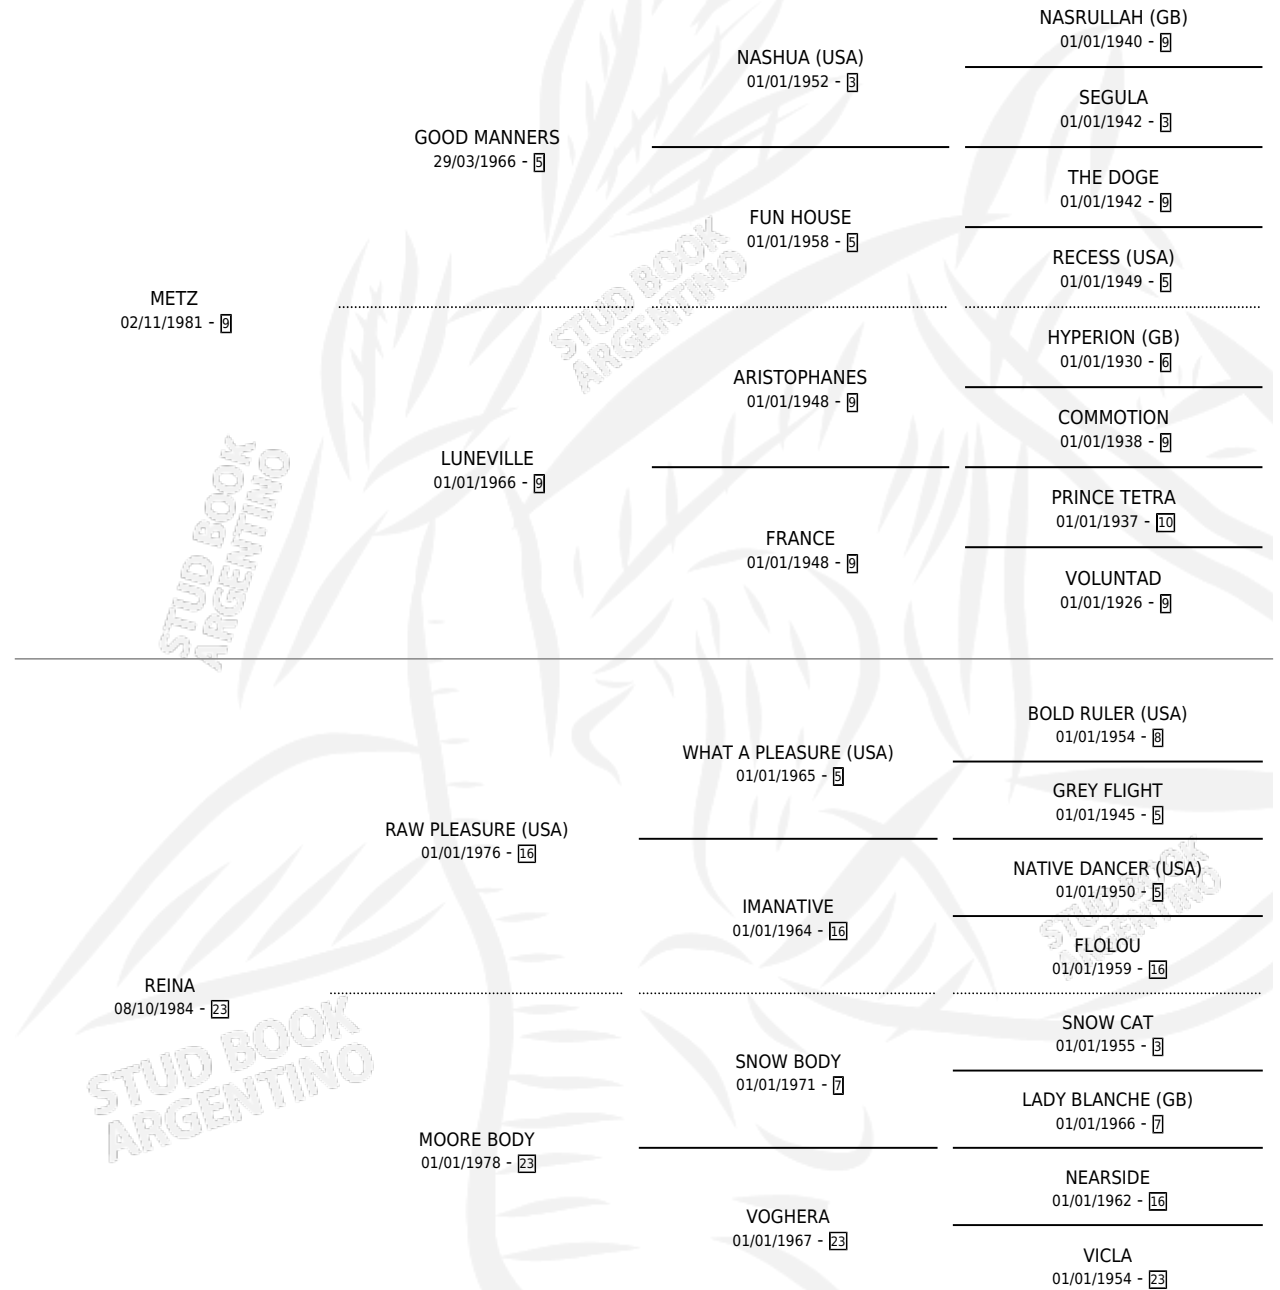 NASRULLAH (GB)
01/01/1940 - 9
NASHUA (USA)
01/01/1952 - 3
SEGULA
01/01/1942 - 3
GOOD MANNERS
29/03/1966 - 5
THE DOGE
01/01/1942 - 9
FUN HOUSE
01/01/1958 - 5
RECESS (USA)
01/01/1949 - 5
METZ
02/11/1981 - 9
HYPERION (GB)
01/01/1930 - 6
ARISTOPHANES
01/01/1948 - 9
COMMOTION
01/01/1938 - 9
LUNEVILLE
01/01/1966 - 9
PRINCE TETRA
01/01/1937 - 10
FRANCE
01/01/1948 - 9
VOLUNTAD
01/01/1926 - 9
BOLD RULER (USA)
01/01/1954 - 8
WHAT A PLEASURE (USA)
01/01/1965 - 5
GREY FLIGHT
01/01/1945 - 5
RAW PLEASURE (USA)
01/01/1976 - 16
NATIVE DANCER (USA)
01/01/1950 - 5
IMANATIVE
01/01/1964 - 16
FLOLOU
01/01/1959 - 16
REINA
08/10/1984 - 23
SNOW CAT
01/01/1955 - 3
SNOW BODY
01/01/1971 - 7
LADY BLANCHE (GB)
01/01/1966 - 7
MOORE BODY
01/01/1978 - 23
NEARSIDE
01/01/1962 - 16
VOGHERA
01/01/1967 - 23
VICLA
01/01/1954 - 23
STUD BOOK
ARGENTINO
STUD BOOK
ARGENTINO
STUD BOOK
ARGENTINO
STUD BOOK
ARGENTINO